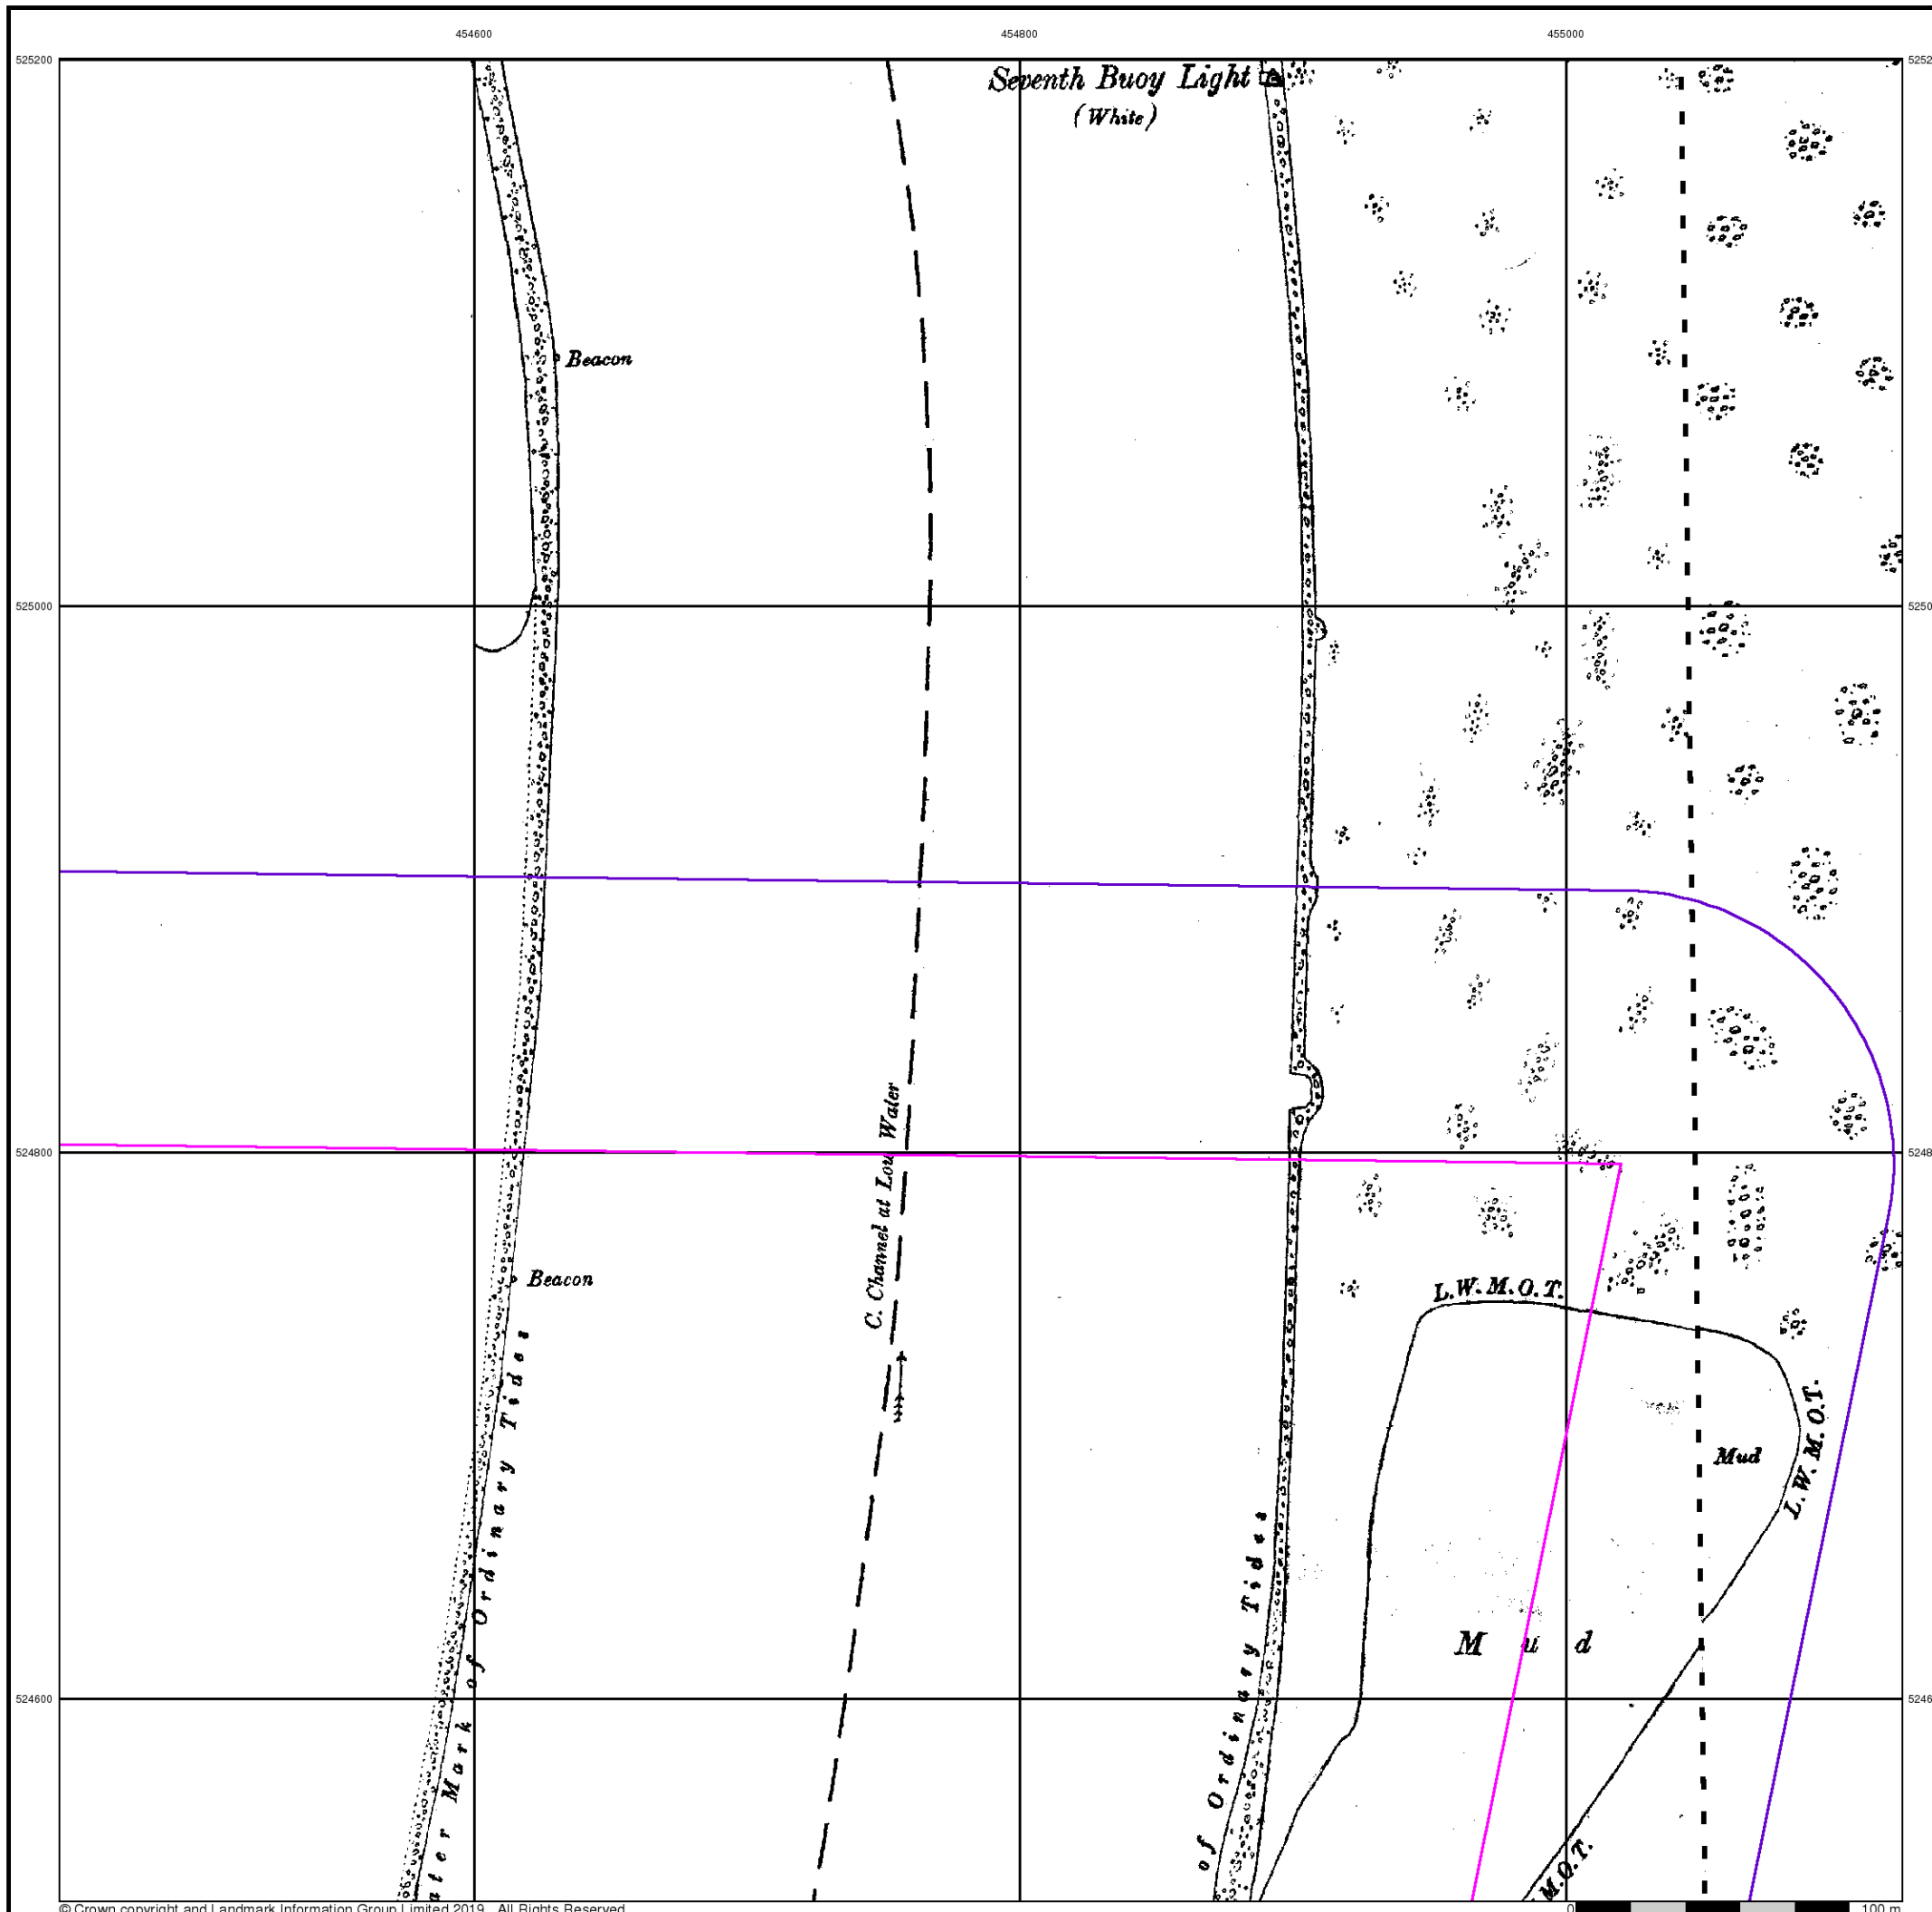 454600 454800 455000
525200
Seventh Buoy Light
(White)
Beacon
525000
C. Channel at Low Water
524800
Beacon
L.W.M.O.T.
L.W.M.O.T.
Mud
Mud
524600
ater Mark of Ordinary Tides
of Ordinary Tides
M.O.T.
© Crown copyright and Landmark Information Group Limited 2019. All Rights Reserved.
0 100 m